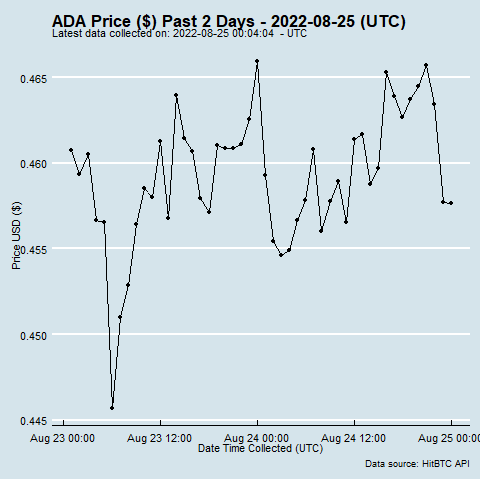 ADA Price ($) Past 2 Days - 2022-08-25 (UTC)
Latest data collected on: 2022-08-25 00:04:04 - UTC
0.465
0.460
0.455
0.450
0.445
Price USD ($)
Aug 23 00:00 Aug 23 12:00 Aug 24 00:00 Aug 24 12:00 Aug 25 00:00
Date Time Collected (UTC)
Data source: HitBTC API